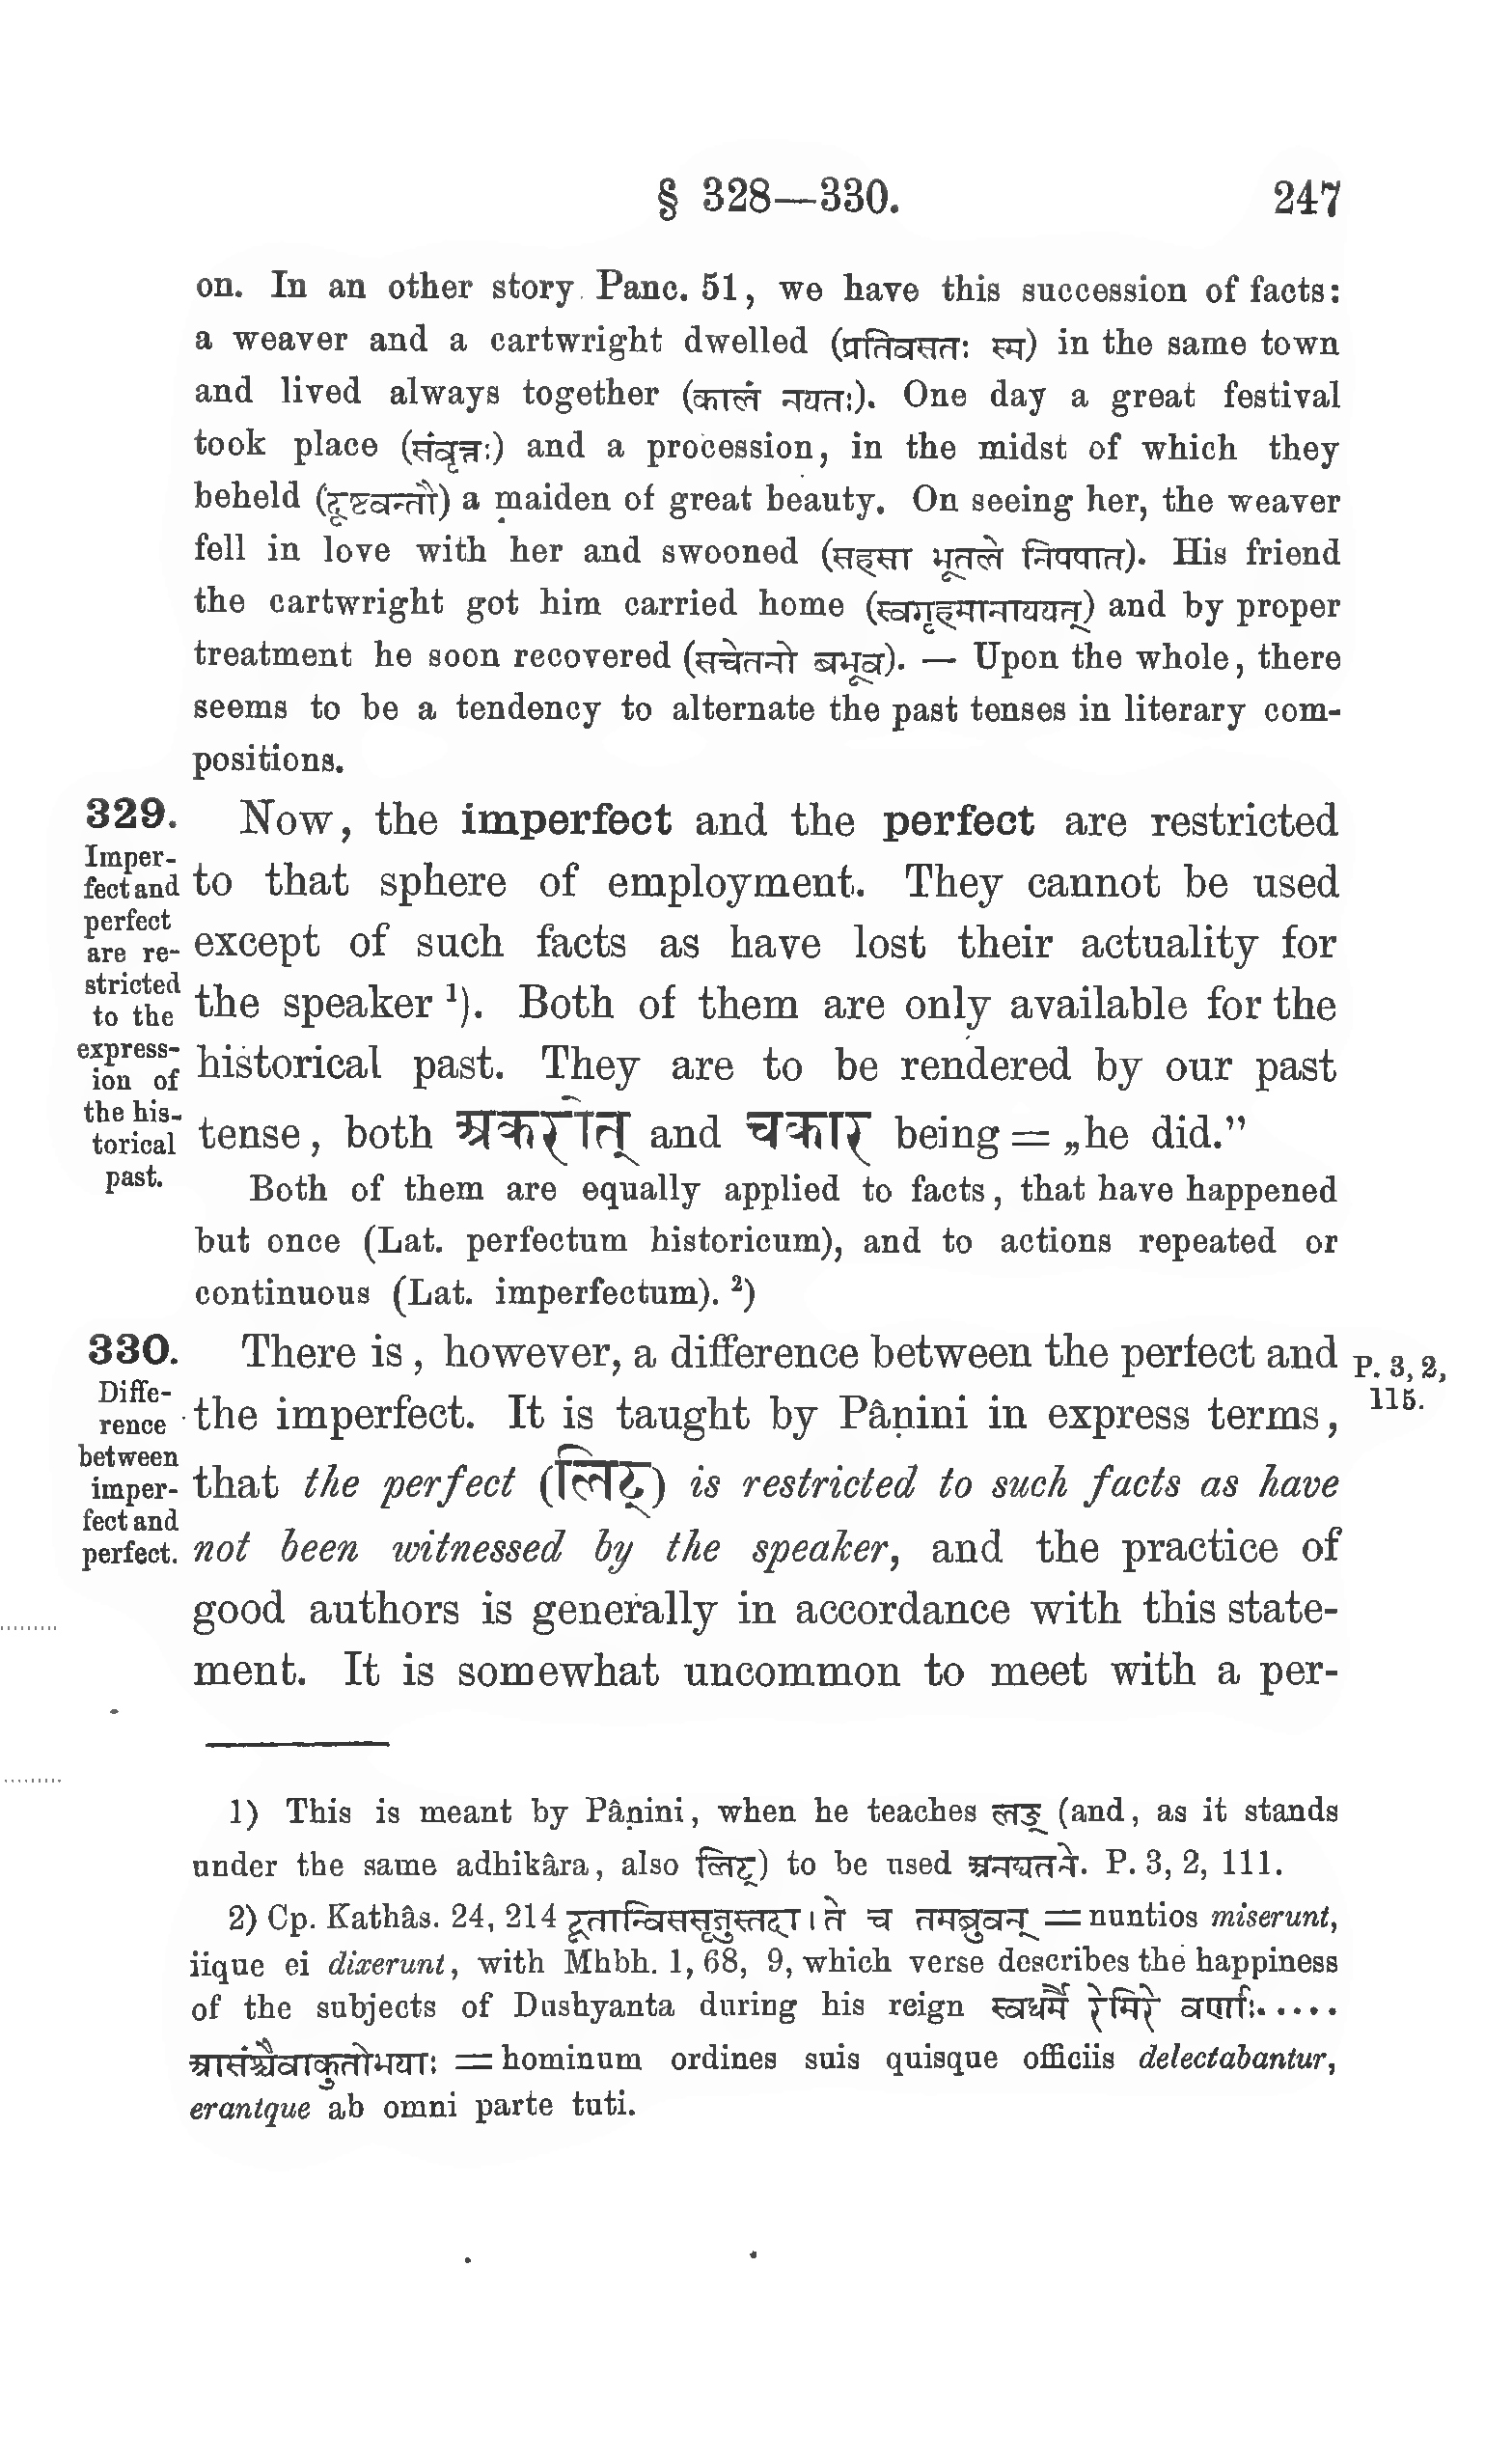 § 328—330. 247
on. In an other story Panc. 51, we have this succession of facts:
a weaver and a cartwright dwelled (प्रतिवसतः स्म) in the same town
and lived always together (कालं नयतः). One day a great festival
took place (संवृत्तः) and a procession, in the midst of which they
beheld (दृष्टवन्तौ) a maiden of great beauty. On seeing her, the weaver
fell in love with her and swooned (सहसा भूतले निपपात). His friend
the cartwright got him carried home (स्वगृहमानाययत्) and by proper
treatment he soon recovered (सचेतनो बभूव). — Upon the whole, there
seems to be a tendency to alternate the past tenses in literary com-
positions.
329. Now, the imperfect and the perfect are restricted
to that sphere of employment. They cannot be used
except of such facts as have lost their actuality for
the speaker ¹). Both of them are only available for the
historical past. They are to be rendered by our past
tense, both अकरोत् and चकार being = „he did.”
Imper-
fect and
perfect
are re-
stricted
to the
express-
ion of
the his-
torical
past.
Both of them are equally applied to facts, that have happened
but once (Lat. perfectum historicum), and to actions repeated or
continuous (Lat. imperfectum). ²)
330. There is, however, a difference between the perfect and
the imperfect. It is taught by Pâṇini in express terms,
that the perfect (लिट्) is restricted to such facts as have
not been witnessed by the speaker, and the practice of
good authors is generally in accordance with this state-
ment. It is somewhat uncommon to meet with a per-
Diffe-
rence
between
imper-
fect and
perfect.
P. 3, 2,
115.
1) This is meant by Pâṇini, when he teaches लङ् (and, as it stands
under the same adhikâra, also लिट्) to be used अनद्यतने. P. 3, 2, 111.
2) Cp. Kathâs. 24, 214 दूतान्विससृजुस्तदा । ते च तमब्रुवन् = nuntios miserunt,
iique ei dixerunt, with Mhbh. 1, 68, 9, which verse describes the happiness
of the subjects of Dushyanta during his reign स्वधर्मे रेमिरे वर्णाः.....
आसंश्चैवाकुतोभयाः = hominum ordines suis quisque officiis delectabantur,
erantque ab omni parte tuti.